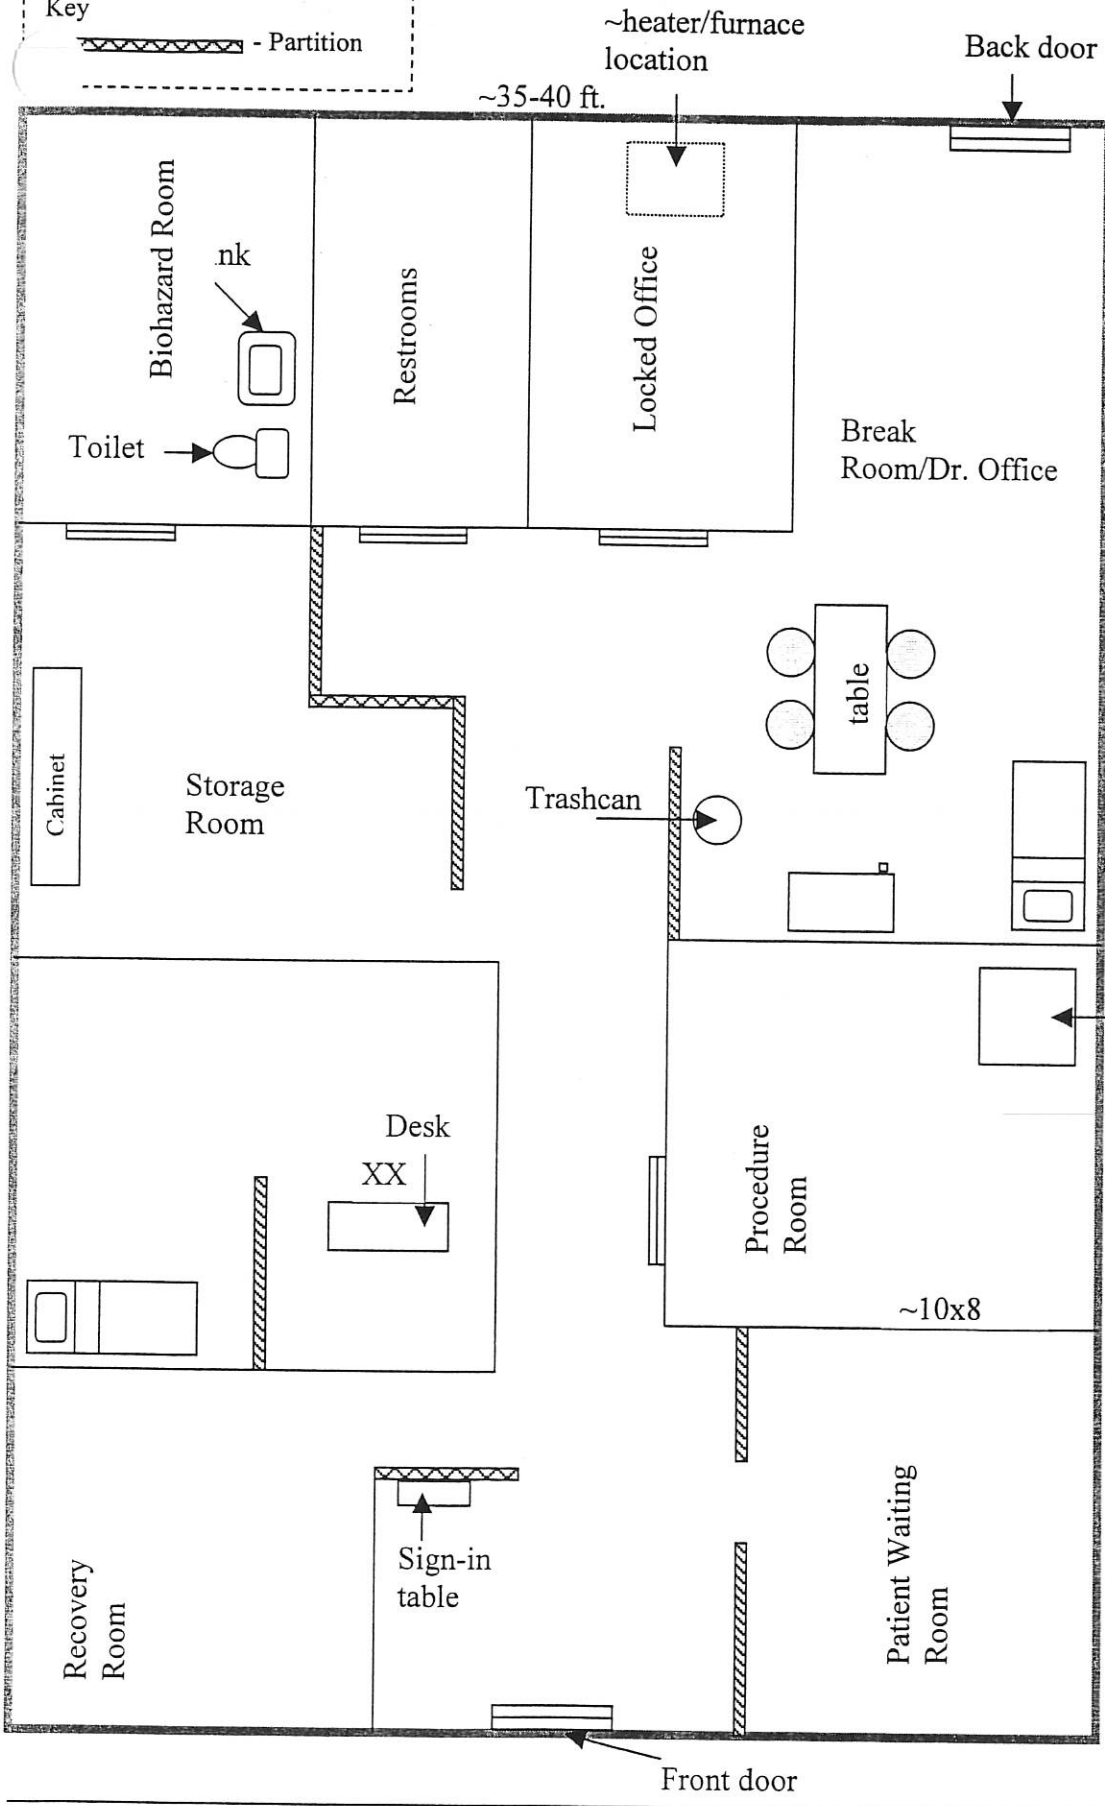 Key
- Partition
~heater/furnace
location
Back door
~35-40 ft.
Biohazard Room
.nk
Restrooms
Locked Office
Toilet
Break
Room/Dr. Office
table
Cabinet
Storage
Room
Trashcan
Desk
XX
Procedure
Room
~10x8
Sign-in
table
Recovery
Room
Patient Waiting
Room
Front door